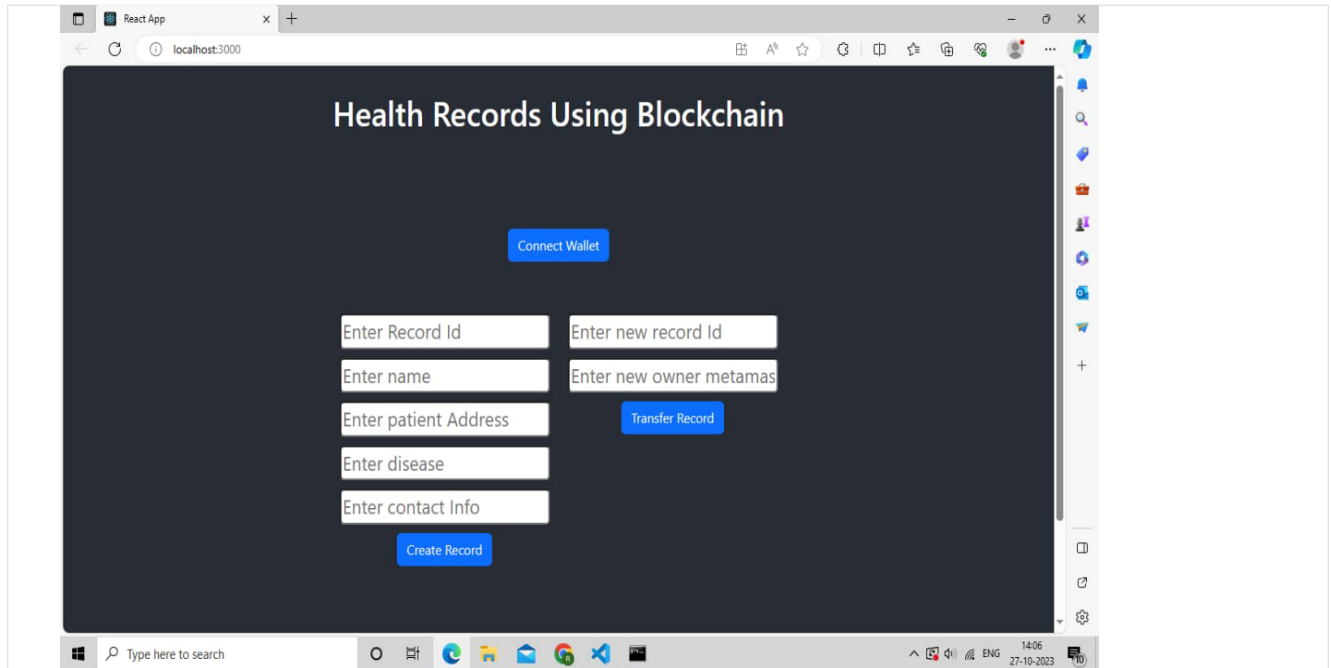 React App
localhost:3000
Health Records Using Blockchain
Connect Wallet
Enter Record Id
Enter new record Id
Enter name
Enter new owner metamas
Enter patient Address
Transfer Record
Enter disease
Enter contact Info
Create Record
Type here to search
ENG
14:06
27-10-2023